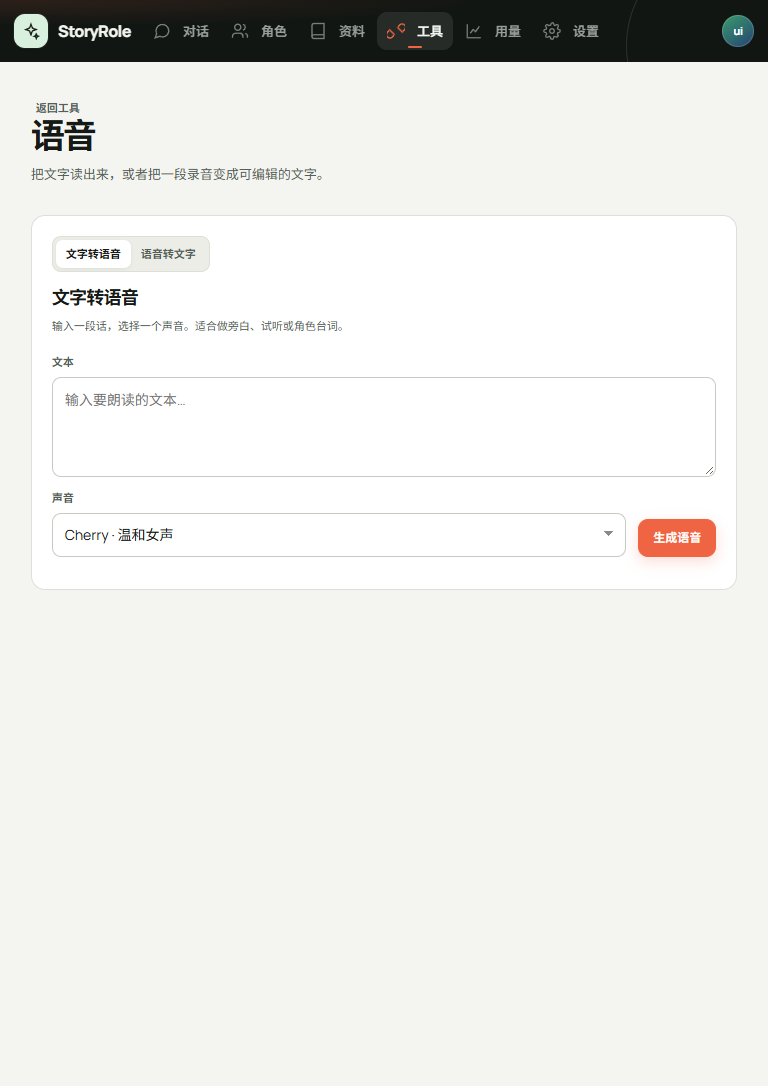 StoryRole 对话 角色 资料 工具 用量 设置 ui
返回工具
语音
把文字读出来，或者把一段录音变成可编辑的文字。
文字转语音 语音转文字
文字转语音
输入一段话，选择一个声音。适合做旁白、试听或角色台词。
文本
输入要朗读的文本...
声音
Cherry · 温和女声
生成语音